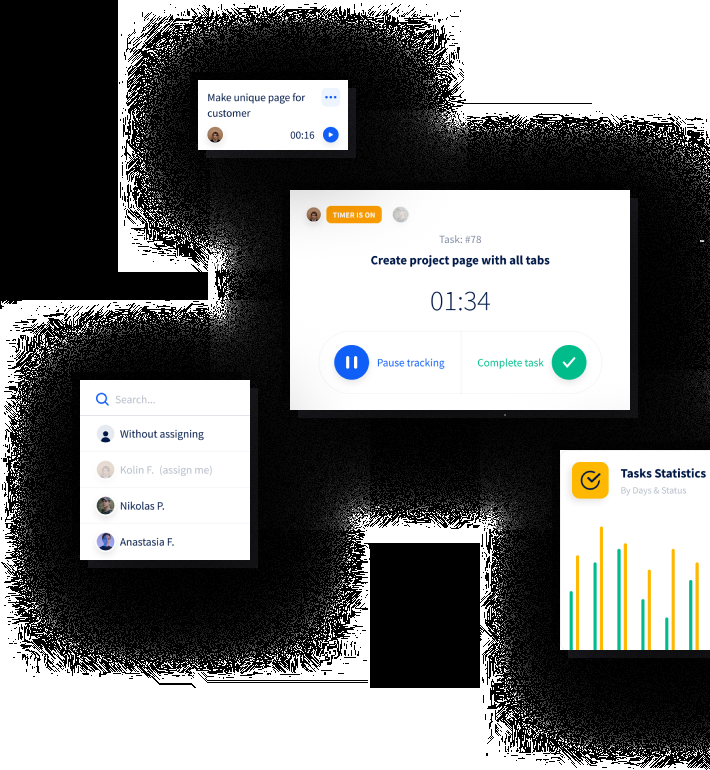 Make unique page for
customer
00:16
TIMER IS ON
Task: #78
Create project page with all tabs
01:34
Pause tracking
Complete task
Search...
Without assigning
Kolin F. (assign me)
Nikolas P.
Anastasia F.
Tasks Statistics
By Days & Status